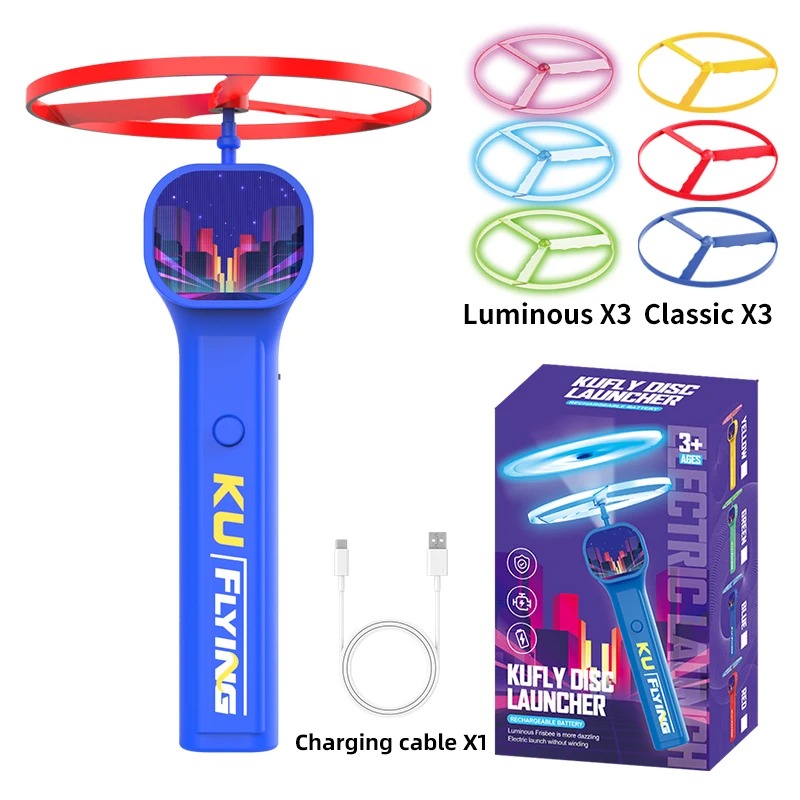 Luminous X3 Classic X3
KU FLYING
Charging cable X1
KUFLY DISC
LAUNCHER
RECHARGEABLE BATTERY
3+
AGES
ELECTRIC LAUNCH
KU FLYING
KUFLY DISC
LAUNCHER
RECHARGEABLE BATTERY
Luminous Frisbee is more dazzling
Electric launch without winding
YELLOW
GREEN
BLUE
RED